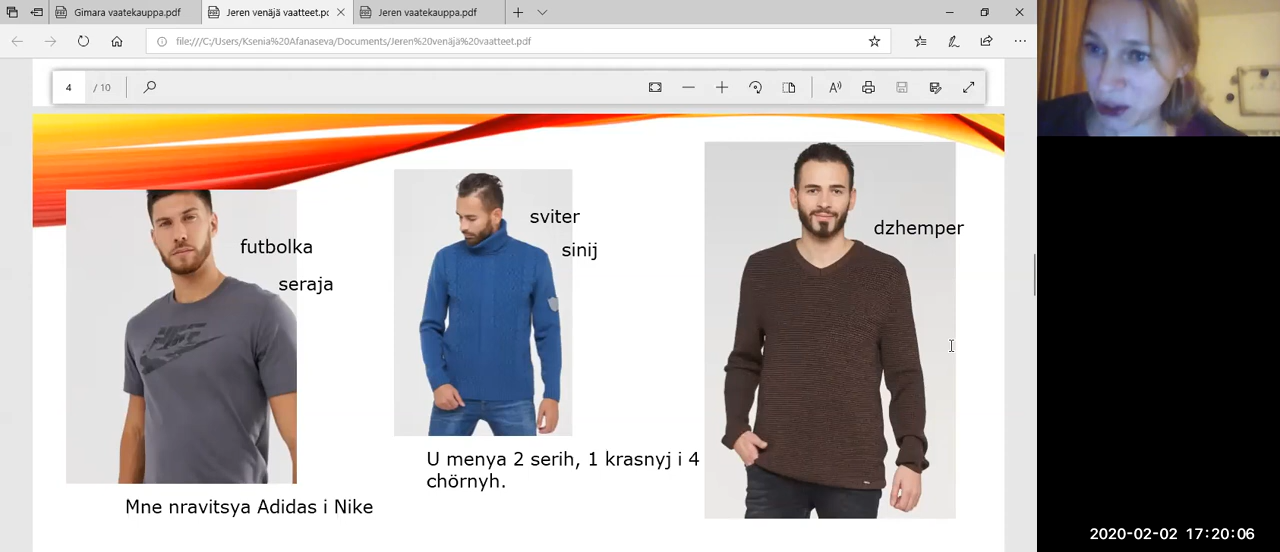 Gimara vaatekauppa.pdf
Jeren venäjä vaatteet.pd
Jeren vaatekauppa.pdf
file:///C:/Users/Ksenia%20Afanaseva/Documents/Jeren%20venäjä%20vaatteet.pdf
4 / 10
futbolka
seraja
sviter
sinij
dzhemper
U menya 2 serih, 1 krasnyj i 4
chörnyh.
Mne nravitsya Adidas i Nike
2020-02-02 17:20:06